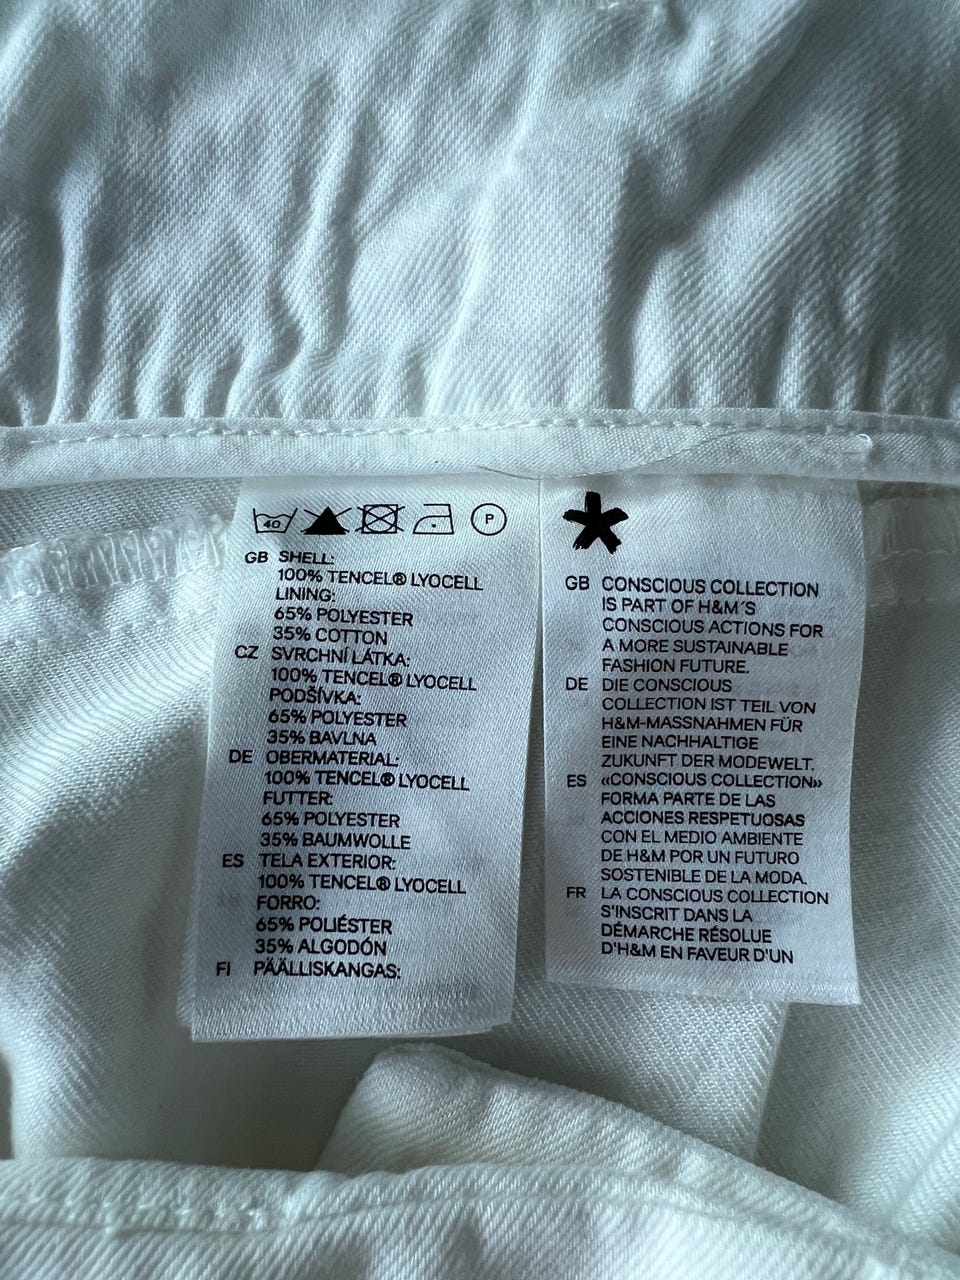 40 P
GB SHELL:
100% TENCEL® LYOCELL
LINING:
65% POLYESTER
35% COTTON
CZ SVRCHNÍ LÁTKA:
100% TENCEL® LYOCELL
PODŠÍVKA:
65% POLYESTER
35% BAVLNA
DE OBERMATERIAL:
100% TENCEL® LYOCELL
FUTTER:
65% POLYESTER
35% BAUMWOLLE
ES TELA EXTERIOR:
100% TENCEL® LYOCELL
FORRO:
65% POLIÉSTER
35% ALGODÓN
FI PÄÄLLISKANGAS:
GB CONSCIOUS COLLECTION
IS PART OF H&M´S
CONSCIOUS ACTIONS FOR
A MORE SUSTAINABLE
FASHION FUTURE.
DE DIE CONSCIOUS
COLLECTION IST TEIL VON
H&M-MASSNAHMEN FÜR
EINE NACHHALTIGE
ZUKUNFT DER MODEWELT.
ES «CONSCIOUS COLLECTION»
FORMA PARTE DE LAS
ACCIONES RESPETUOSAS
CON EL MEDIO AMBIENTE
DE H&M POR UN FUTURO
SOSTENIBLE DE LA MODA.
FR LA CONSCIOUS COLLECTION
S'INSCRIT DANS LA
DÉMARCHE RÉSOLUE
D'H&M EN FAVEUR D'UN